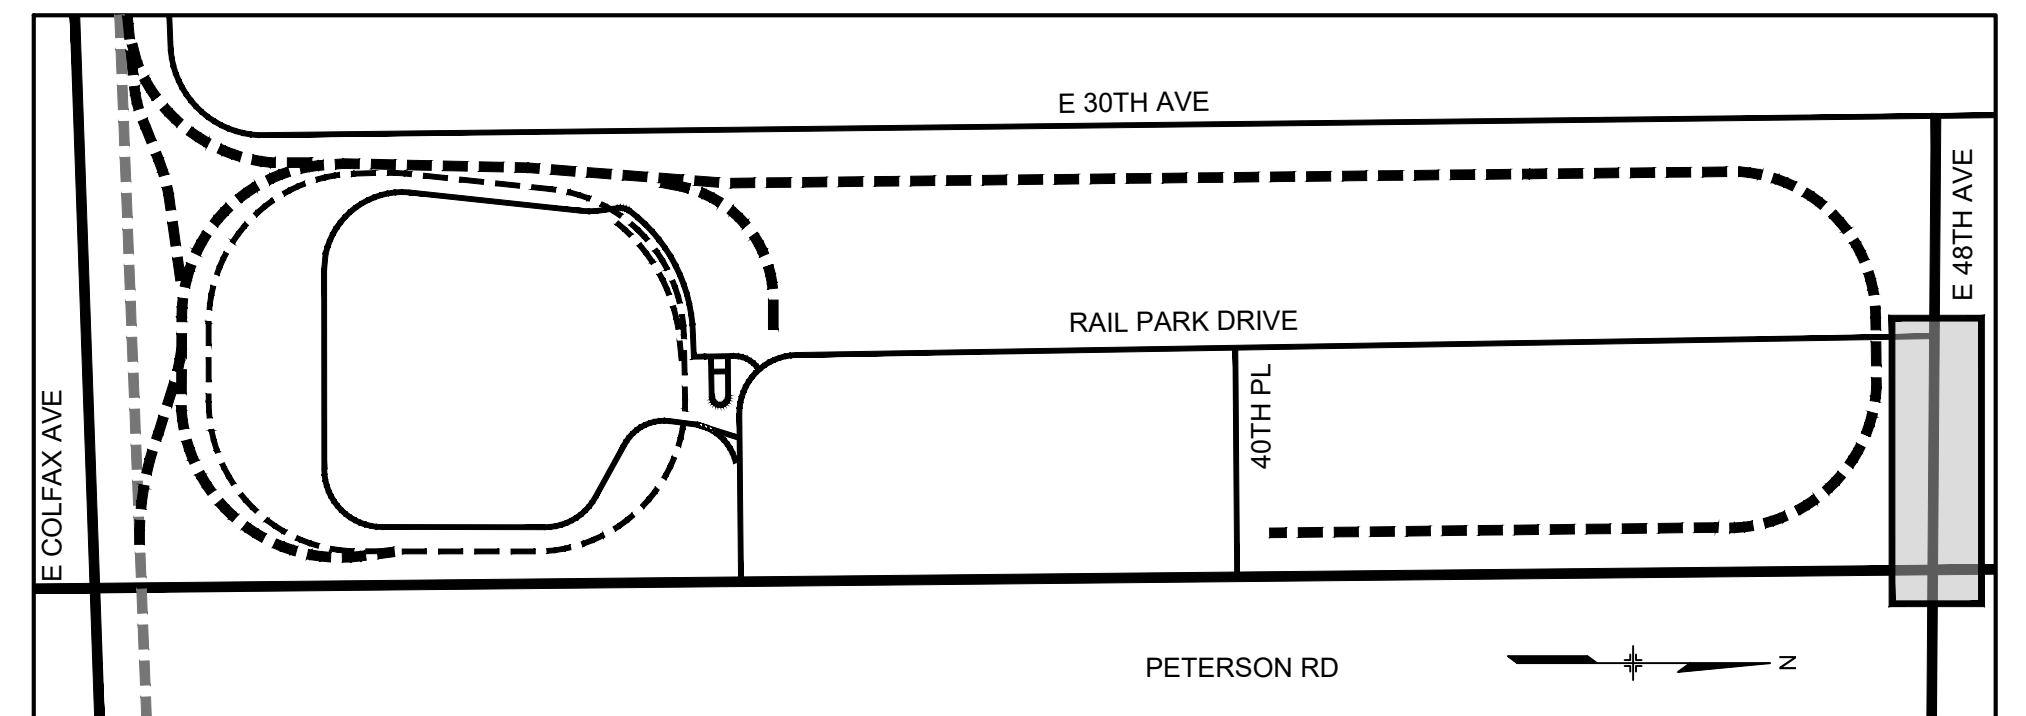 E 30TH AVE
E 48TH AVE
RAIL PARK DRIVE
40TH PL
E COLFAX AVE
PETERSON RD
N